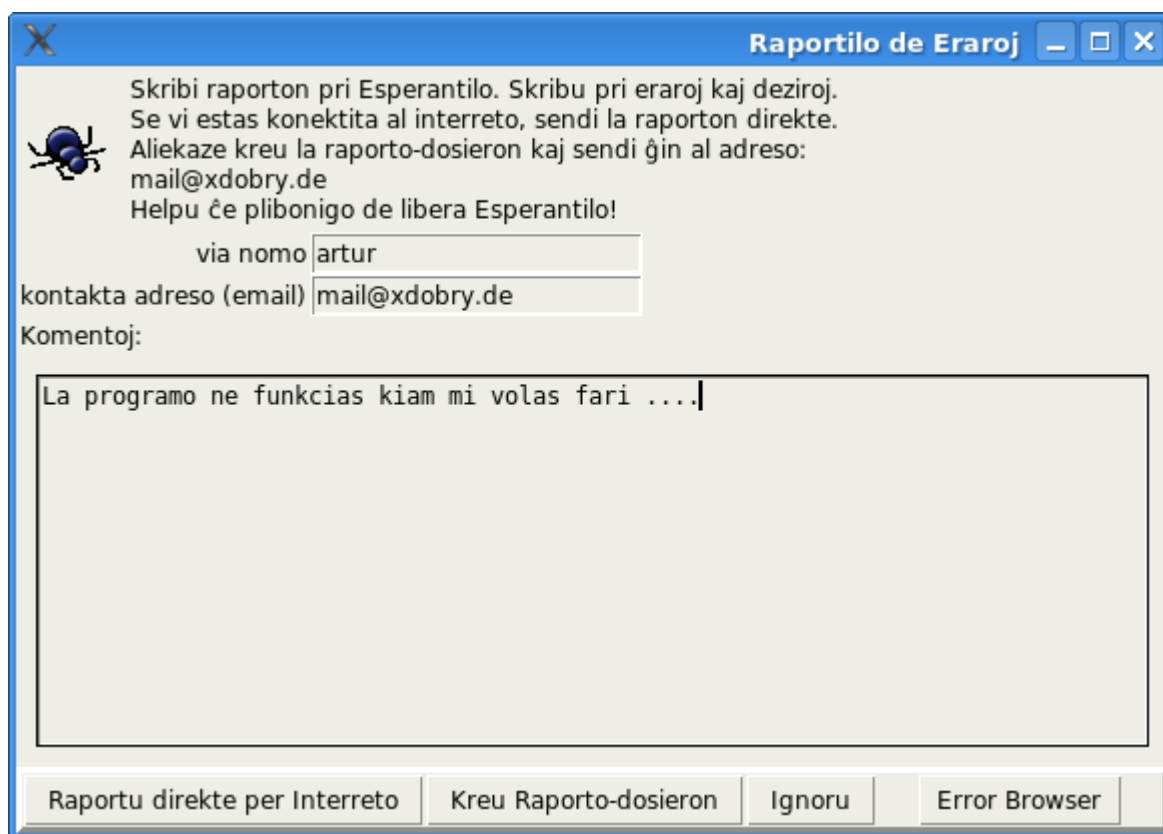 Raportilo de Eraroj
Skribi raporton pri Esperantilo. Skribu pri eraroj kaj deziroj.
Se vi estas konektita al interreto, sendi la raporton direkte.
Aliekaze kreu la raporto-dosieron kaj sendi ĝin al adreso:
mail@xdobry.de
Helpu ĉe plibonigo de libera Esperantilo!
via nomo artur
kontakta adreso (email) mail@xdobry.de
Komentoj:
La programo ne funkcias kiam mi volas fari ....
Raportu direkte per Interreto Kreu Raporto-dosieron Ignoru Error Browser